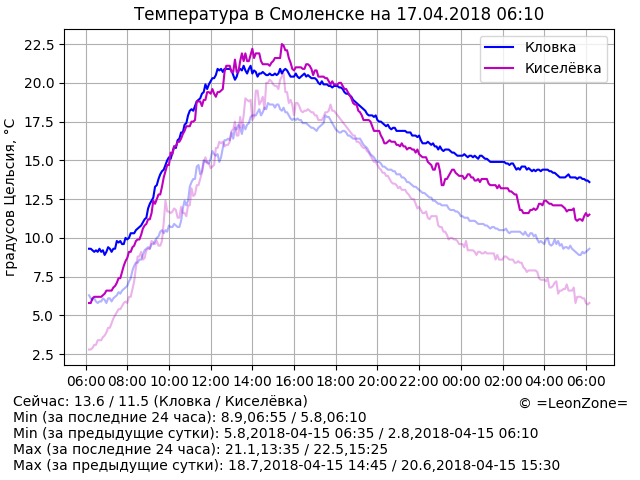 Температура в Смоленске на 17.04.2018 06:10
градусов Цельсия, °C
22.5
20.0
17.5
15.0
12.5
10.0
7.5
5.0
2.5
Кловка
Киселёвка
06:00 08:00 10:00 12:00 14:00 16:00 18:00 20:00 22:00 00:00 02:00 04:00 06:00
Сейчас: 13.6 / 11.5 (Кловка / Киселёвка)
© =LeonZone=
Min (за последние 24 часа): 8.9,06:55 / 5.8,06:10
Min (за предыдущие сутки): 5.8,2018-04-15 06:35 / 2.8,2018-04-15 06:10
Max (за последние 24 часа): 21.1,13:35 / 22.5,15:25
Max (за предыдущие сутки): 18.7,2018-04-15 14:45 / 20.6,2018-04-15 15:30